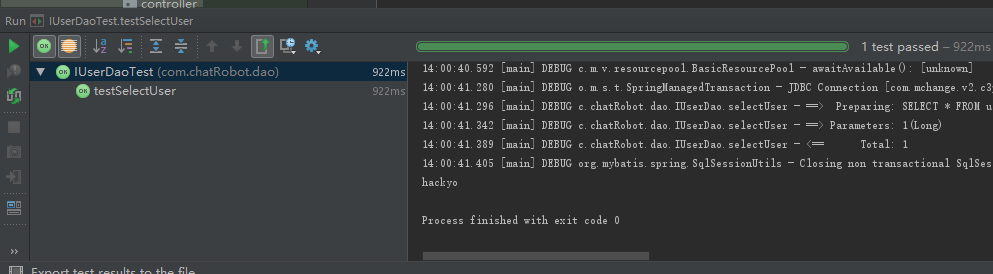 controller
Run IUserDaoTest.testSelectUser
1 test passed – 922ms
IUserDaoTest (com.chatRobot.dao) 922ms
testSelectUser 922ms
14:00:40.592 [main] DEBUG c.m.v.resourcepool.BasicResourcePool - awaitAvailable(): [unknown]
14:00:41.280 [main] DEBUG o.m.s.t.SpringManagedTransaction - JDBC Connection [com.mchange.v2.c3p
14:00:41.296 [main] DEBUG c.chatRobot.dao.IUserDao.selectUser - ==>  Preparing: SELECT * FROM u
14:00:41.342 [main] DEBUG c.chatRobot.dao.IUserDao.selectUser - ==> Parameters: 1(Long)
14:00:41.389 [main] DEBUG c.chatRobot.dao.IUserDao.selectUser - <==      Total: 1
14:00:41.405 [main] DEBUG org.mybatis.spring.SqlSessionUtils - Closing non transactional SqlSes
hackyo
Process finished with exit code 0
Export test results to the file